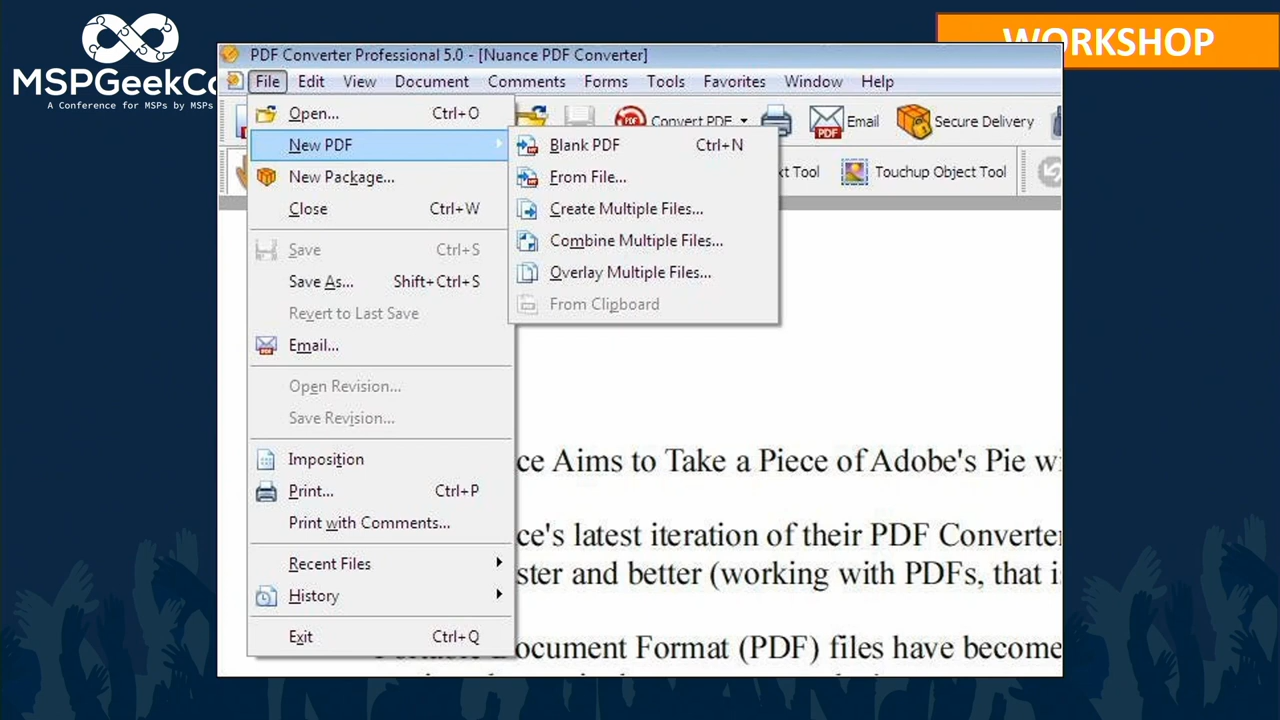 WORKSHOP
MSPGeekCo
A Conference for MSPs by MSPs
PDF Converter Professional 5.0 - [Nuance PDF Converter]
File Edit View Document Comments Forms Tools Favorites Window Help
Convert PDF Email Secure Delivery
Tool Touchup Object Tool
Open... Ctrl+O
New PDF
New Package...
Close Ctrl+W
Save Ctrl+S
Save As... Shift+Ctrl+S
Revert to Last Save
Email...
Open Revision...
Save Revision...
Imposition
Print... Ctrl+P
Print with Comments...
Recent Files
History
Exit Ctrl+Q
Blank PDF Ctrl+N
From File...
Create Multiple Files...
Combine Multiple Files...
Overlay Multiple Files...
From Clipboard
ce Aims to Take a Piece of Adobe's Pie wi
ce's latest iteration of their PDF Converter
ster and better (working with PDFs, that is
Document Format (PDF) files have become